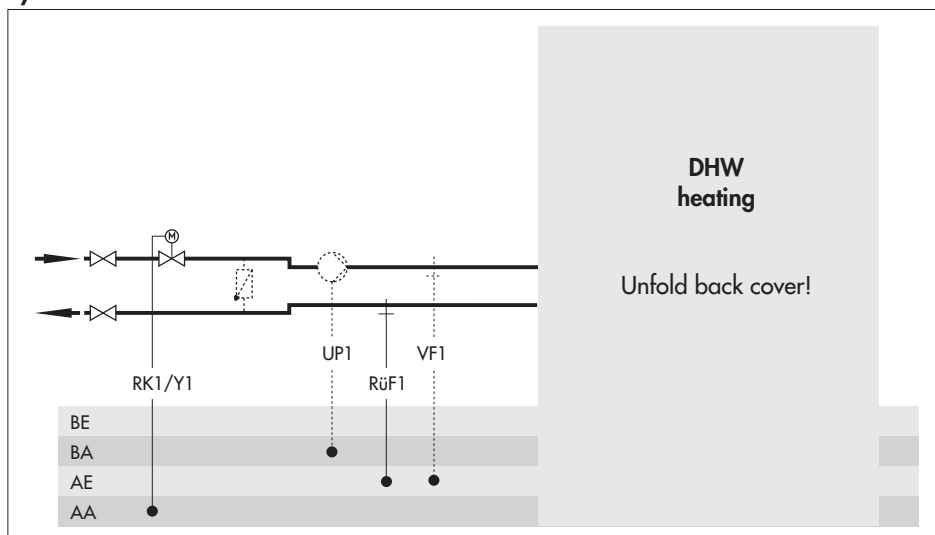 DHW
heating
Unfold back cover!
M
UP1
VF1
RK1/Y1
RüF1
BE
BA
AE
AA